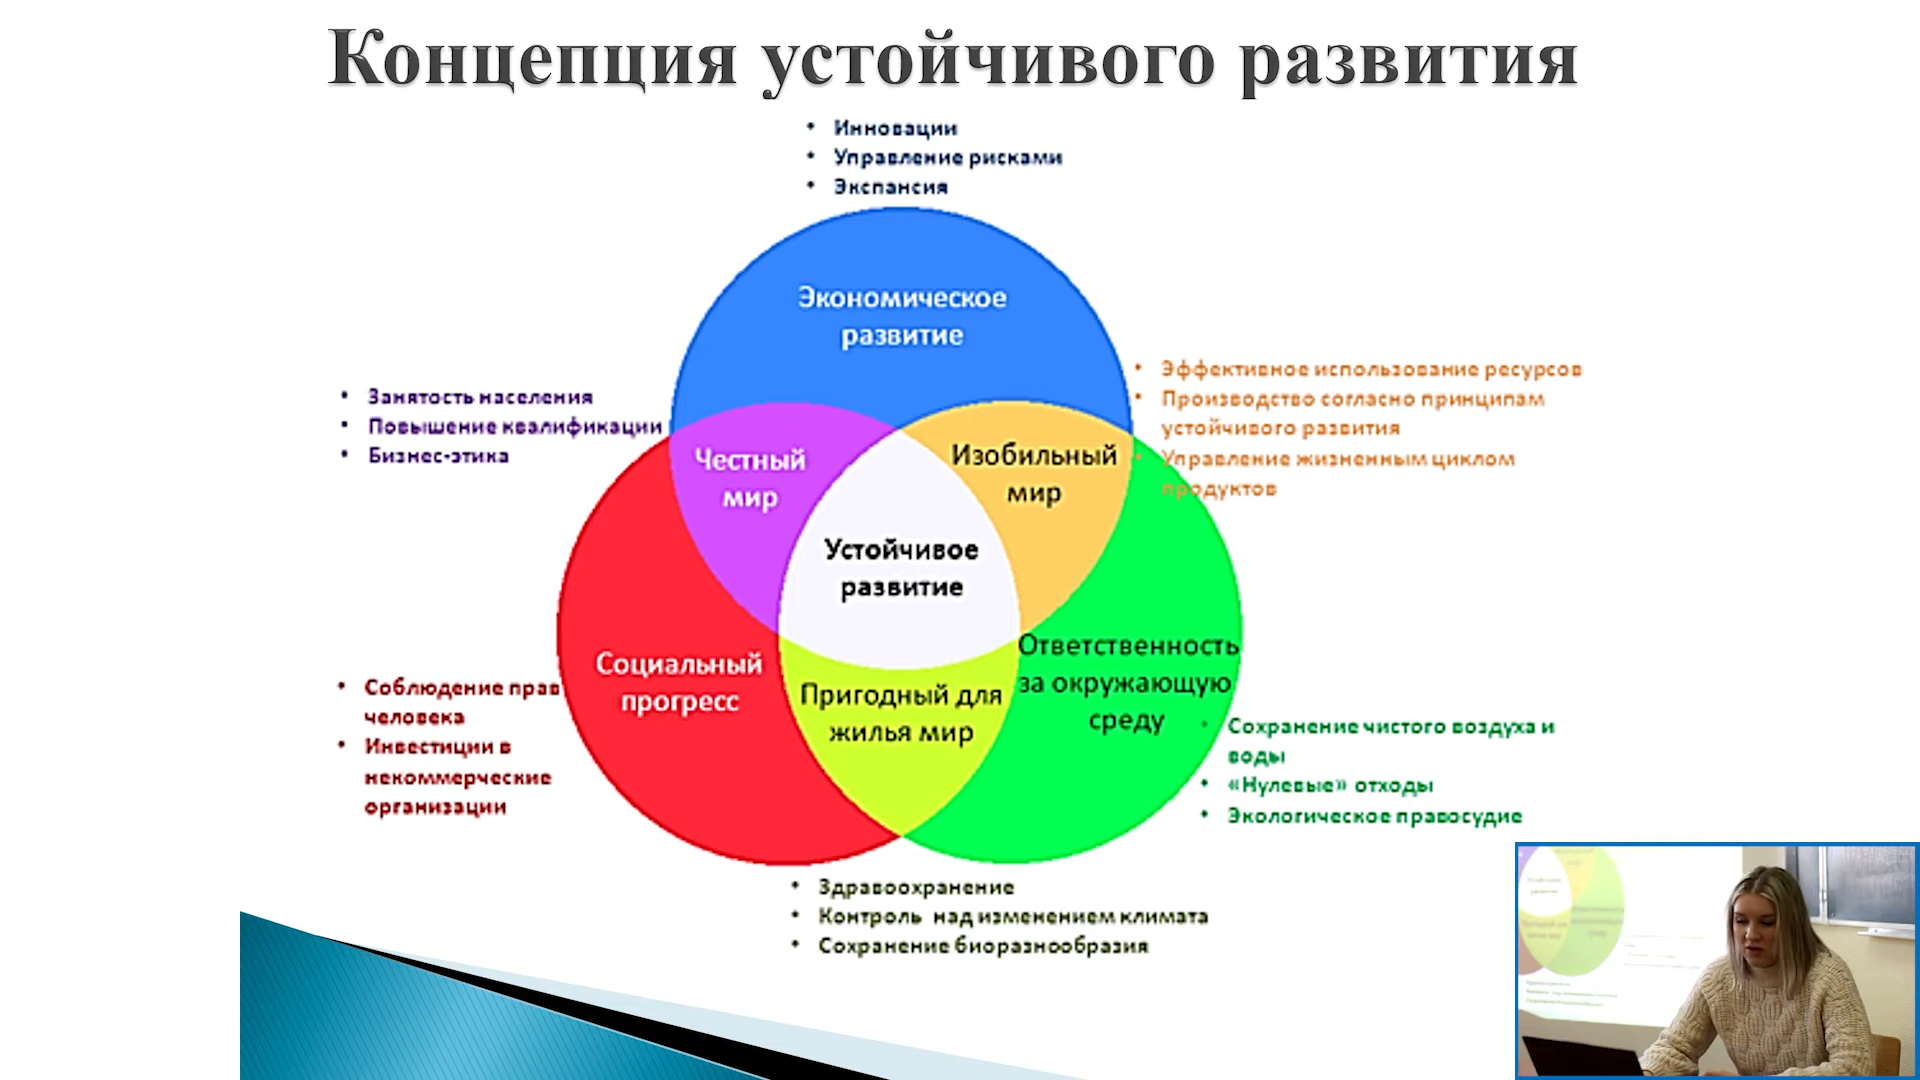 Концепция устойчивого развития
• Инновации
• Управление рисками
• Экспансия
Экономическое
развитие
• Занятость населения
• Повышение квалификации
• Бизнес-этика
• Эффективное использование ресурсов
• Производство согласно принципам
устойчивого развития
• Управление жизненным циклом
продуктов
Честный
мир
Изобильный
мир
Устойчивое
развитие
Социальный
прогресс
Пригодный для
жилья мир
Ответственность
за окружающую
среду
• Соблюдение прав
человека
• Инвестиции в
некоммерческие
организации
• Сохранение чистого воздуха и
воды
• «Нулевые» отходы
• Экологическое правосудие
• Здравоохранение
• Контроль над изменением климата
• Сохранение биоразнообразия